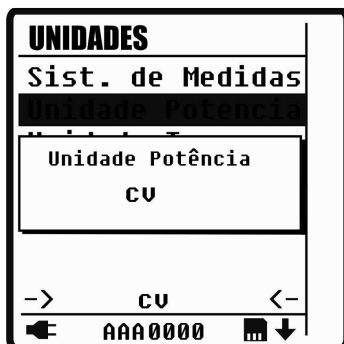 UNIDADES
Sist. de Medidas
Unidade Potencia
Unidade Potência
CV
-> CV <-
AAA0000